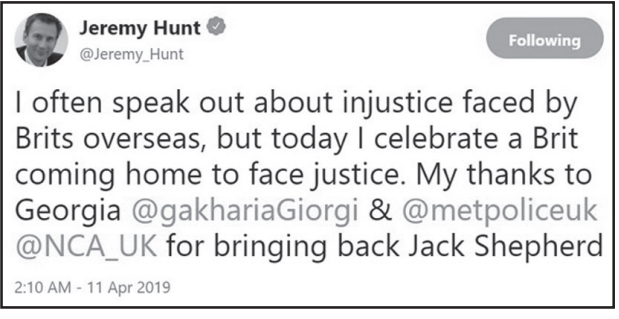 Jeremy Hunt
@Jeremy_Hunt
Following
I often speak out about injustice faced by
Brits overseas, but today I celebrate a Brit
coming home to face justice. My thanks to
Georgia @gakhariaGiorgi & @metpoliceuk
@NCA_UK for bringing back Jack Shepherd
2:10 AM - 11 Apr 2019